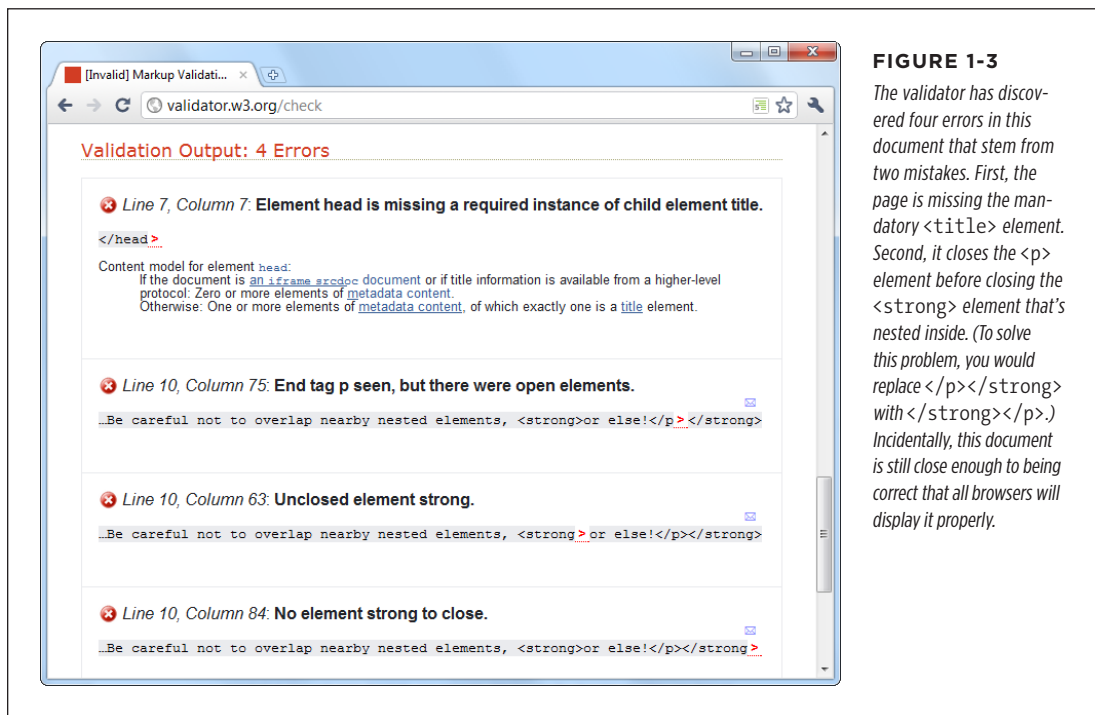 [Invalid] Markup Validati...
validator.w3.org/check
Validation Output: 4 Errors
Line 7, Column 7: Element head is missing a required instance of child element title.
</head>
Content model for element head:
If the document is an iframe srcdoc document or if title information is available from a higher-level
protocol: Zero or more elements of metadata content.
Otherwise: One or more elements of metadata content, of which exactly one is a title element.
Line 10, Column 75: End tag p seen, but there were open elements.
…Be careful not to overlap nearby nested elements, <strong>or else!</p></strong>
Line 10, Column 63: Unclosed element strong.
…Be careful not to overlap nearby nested elements, <strong>or else!</p></strong>
Line 10, Column 84: No element strong to close.
…Be careful not to overlap nearby nested elements, <strong>or else!</p></strong>
FIGURE 1-3
The validator has discov-
ered four errors in this
document that stem from
two mistakes. First, the
page is missing the man-
datory <title> element.
Second, it closes the <p>
element before closing the
<strong> element that's
nested inside. (To solve
this problem, you would
replace </p></strong>
with </strong></p>.)
Incidentally, this document
is still close enough to being
correct that all browsers will
display it properly.